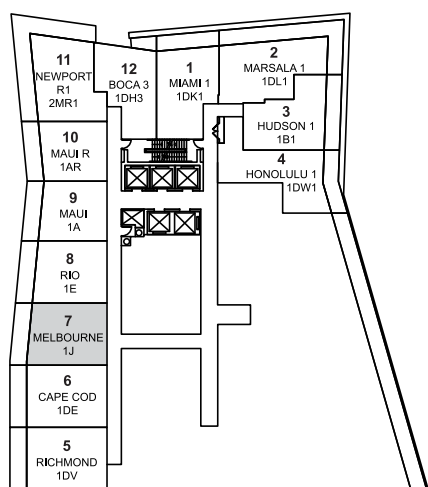 11
NEWPORT
R1
2MR1
12
BOCA 3
1DH3
1
MIAMI 1
1DK1
2
MARSALA 1
1DL1
3
HUDSON 1
1B1
4
HONOLULU 1
1DW1
10
MAUI R
1AR
9
MAUI
1A
8
RIO
1E
7
MELBOURNE
1J
6
CAPE COD
1DE
5
RICHMOND
1DV